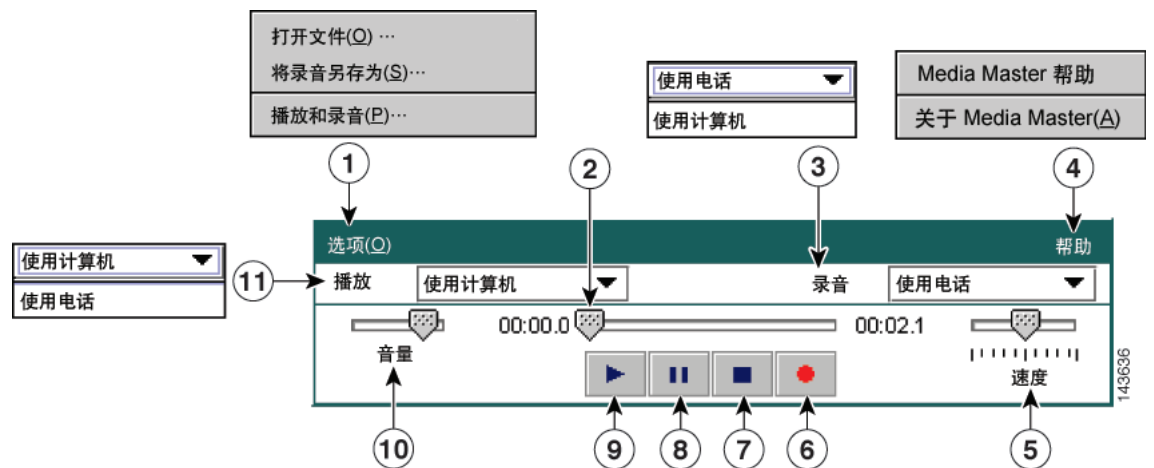 打开文件(O) ···
将录音另存为(S)···
播放和录音(P)···
使用电话
使用计算机
Media Master 帮助
关于 Media Master(A)
1
2
3
4
选项(O)
帮助
使用计算机
使用电话
11
播放
使用计算机
录音
使用电话
00:00.0
00:02.1
音量
速度
143636
10
9
8
7
6
5